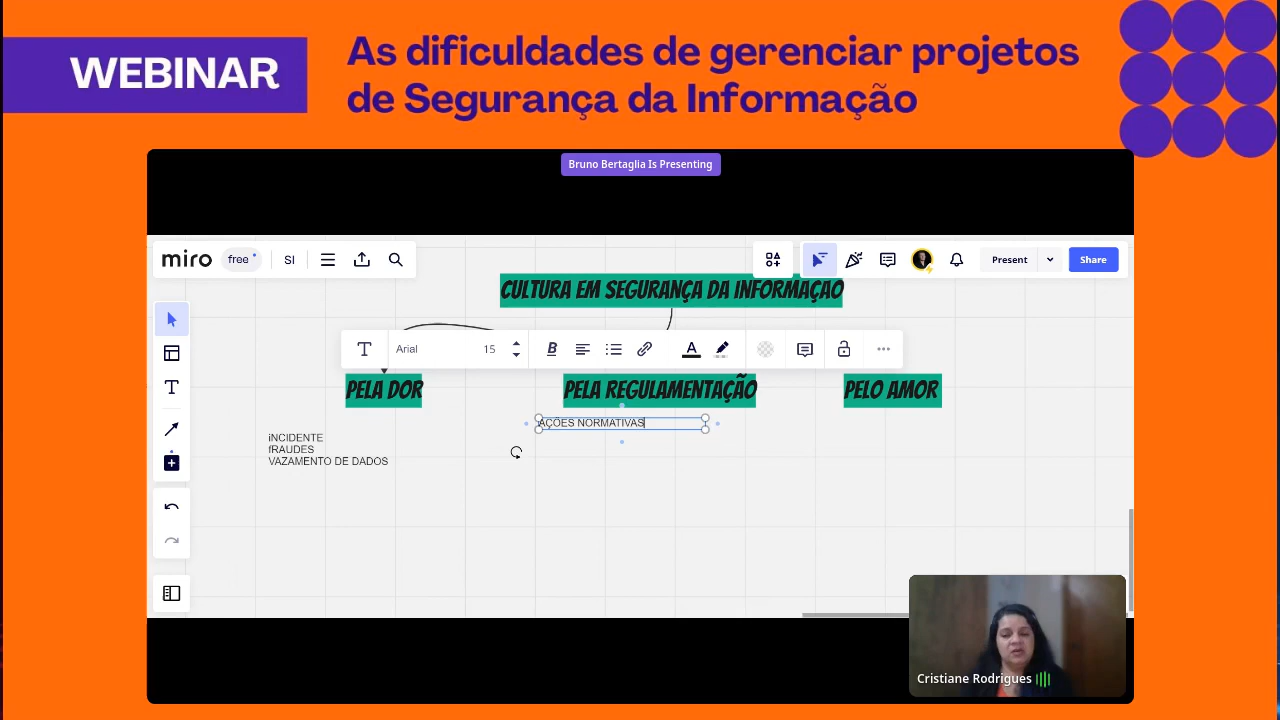 WEBINAR
As dificuldades de gerenciar projetos
de Segurança da Informação
Bruno Bertaglia Is Presenting
miro
free
SI
Present
Share
CULTURA EM SEGURANÇA DA INFORMAÇÃO
Arial
15
B
A
PELA DOR
PELA REGULAMENTAÇÃO
PELO AMOR
AÇÕES NORMATIVAS
iNCIDENTE
fRAUDES
VAZAMENTO DE DADOS
Cristiane Rodrigues